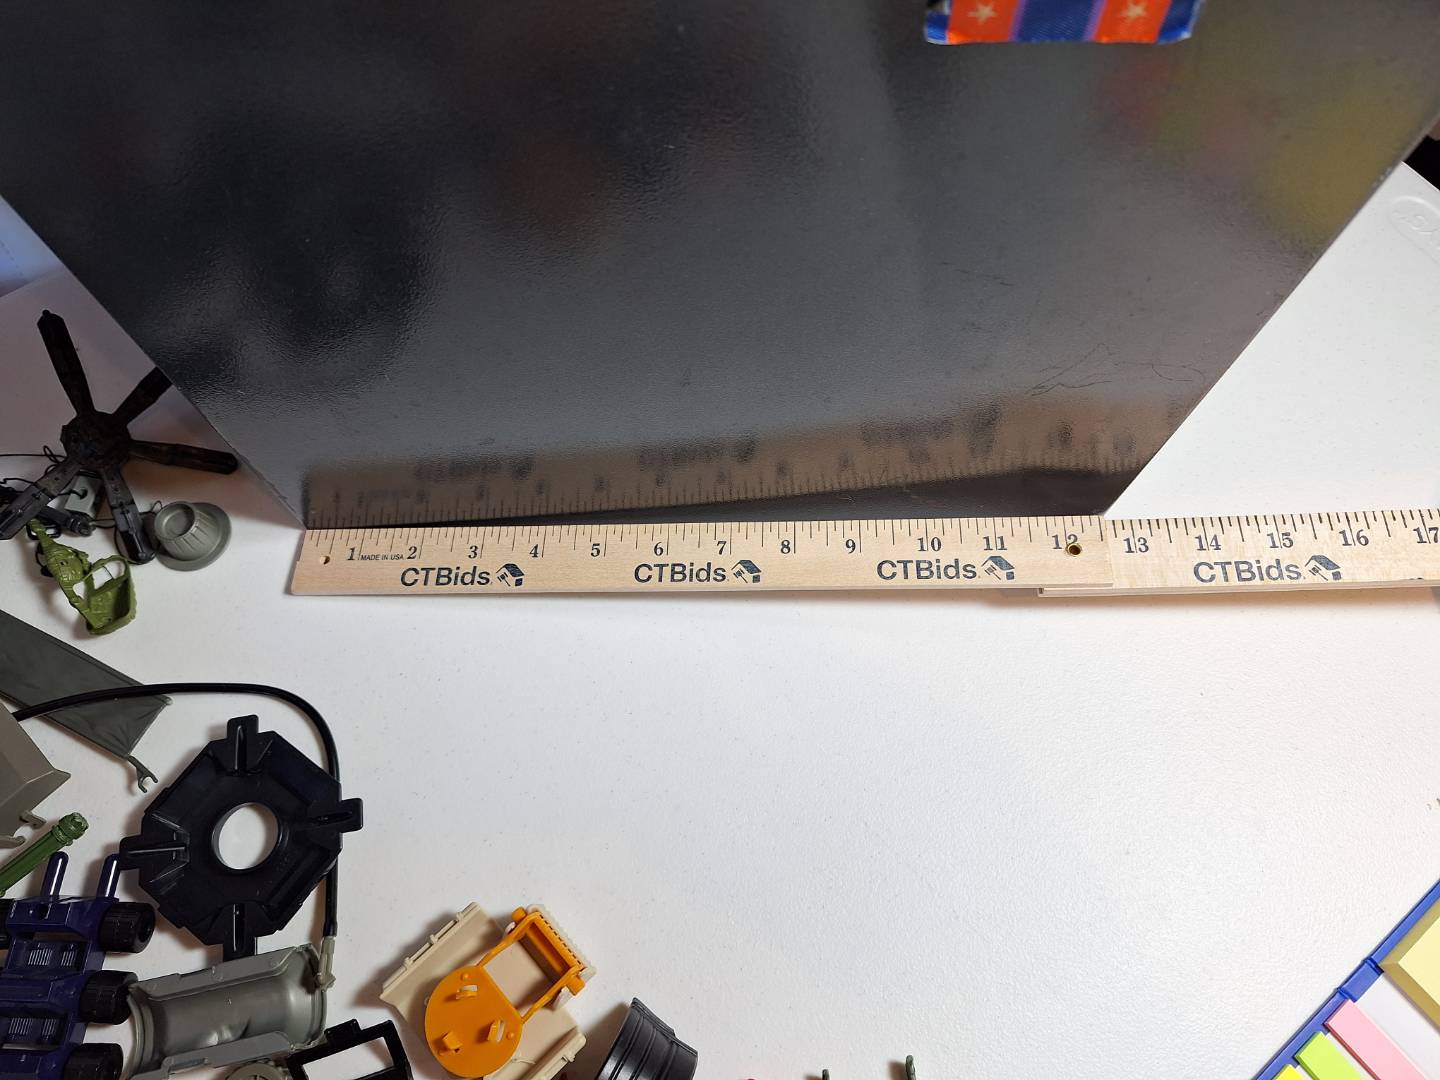 1 MADE IN USA 2 3 4 5 6 7 8 9 10 11 12 13 14 15 16 17
CTBids CTBids CTBids CTBids